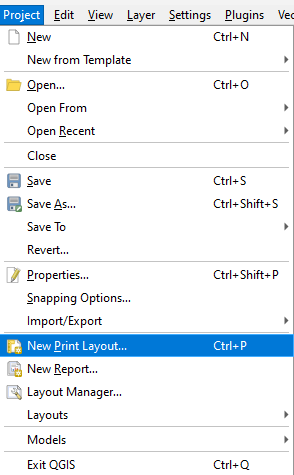 Project Edit View Layer Settings Plugins Vec
New Ctrl+N
New from Template
Open... Ctrl+O
Open From
Open Recent
Close
Save Ctrl+S
Save As... Ctrl+Shift+S
Save To
Revert...
Properties... Ctrl+Shift+P
Snapping Options...
Import/Export
New Print Layout... Ctrl+P
New Report...
Layout Manager...
Layouts
Models
Exit QGIS Ctrl+Q